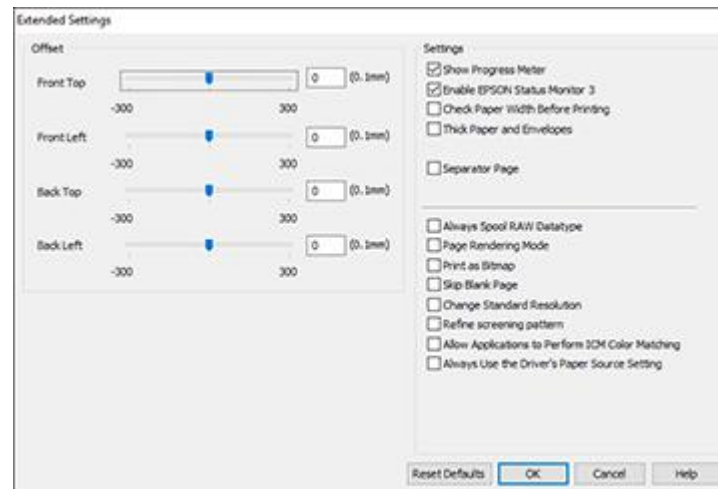 Extended Settings
Offset
Front Top
0
(0.1mm)
-300
300
Front Left
0
(0.1mm)
-300
300
Back Top
0
(0.1mm)
-300
300
Back Left
0
(0.1mm)
-300
300
Settings
Show Progress Meter
Enable EPSON Status Monitor 3
Check Paper Width Before Printing
Thick Paper and Envelopes
Separator Page
Always Spool RAW Datatype
Page Rendering Mode
Print as Bitmap
Skip Blank Page
Change Standard Resolution
Refine screening pattern
Allow Applications to Perform ICM Color Matching
Always Use the Driver's Paper Source Setting
Reset Defaults
OK
Cancel
Help